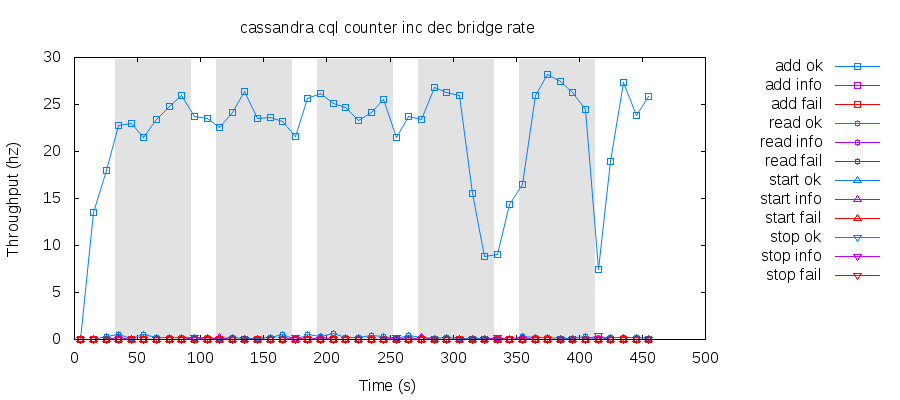 cassandra cql counter inc dec bridge rate
30
25
20
15
10
5
0
Throughput (hz)
0 50 100 150 200 250 300 350 400 450 500
Time (s)
add ok
add info
add fail
read ok
read info
read fail
start ok
start info
start fail
stop ok
stop info
stop fail